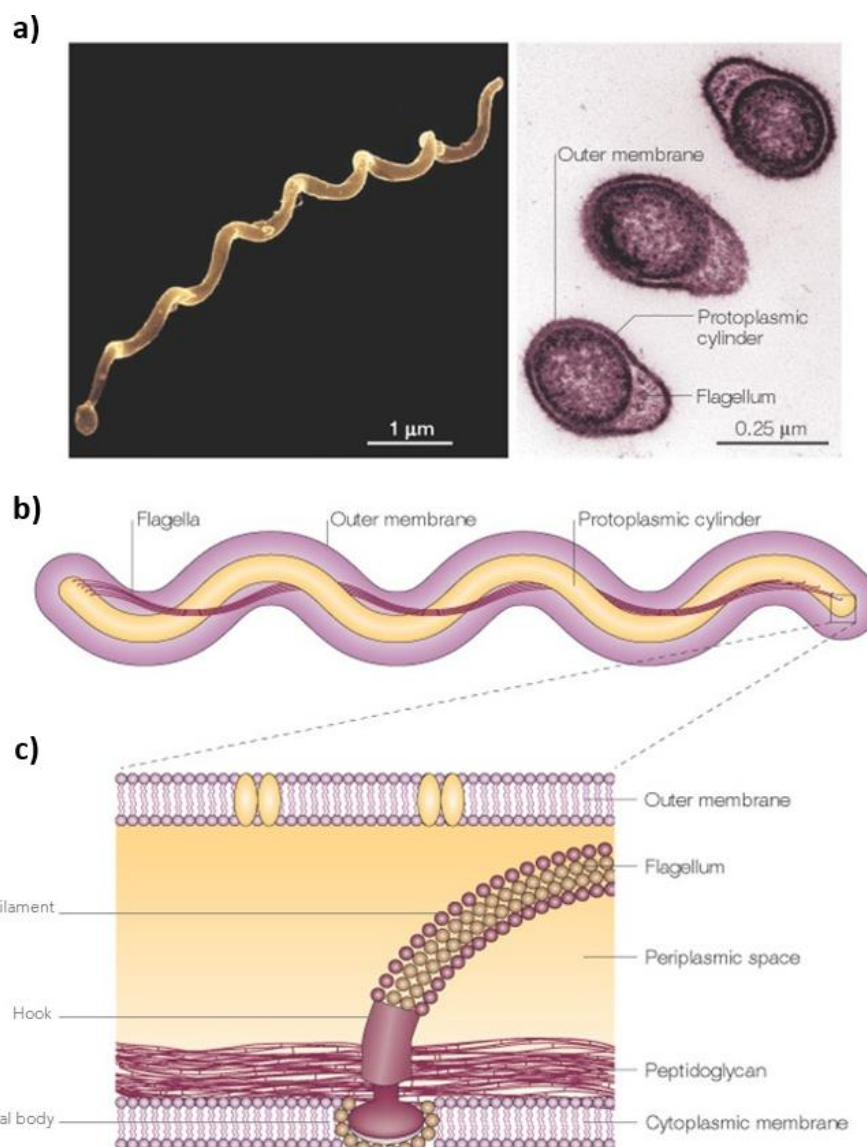 a)
Outer membrane
Protoplasmic
cylinder
Flagellum
1 μm
0.25 μm
b)
Flagella
Outer membrane
Protoplasmic cylinder
c)
Outer membrane
Flagellum
ilament
Periplasmic space
Hook
Peptidoglycan
al body
Cytoplasmic membrane